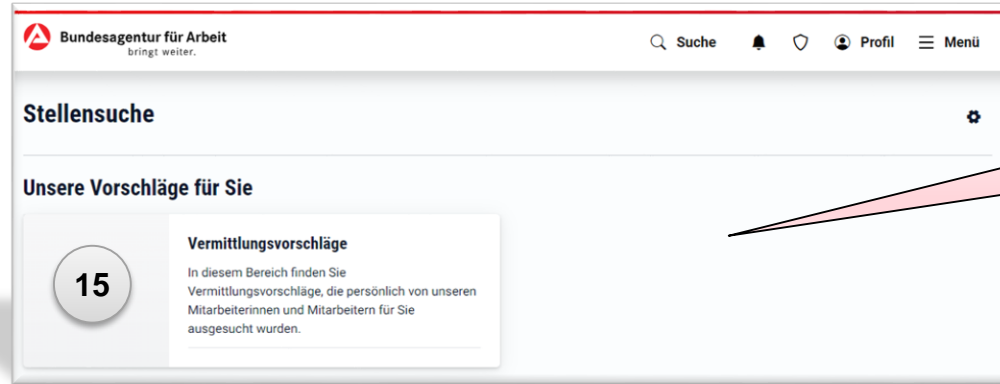 Bundesagentur für Arbeit
bringt weiter.
Suche
Profil
Menü
Stellensuche
Unsere Vorschläge für Sie
15
Vermittlungsvorschläge
In diesem Bereich finden Sie
Vermittlungsvorschläge, die persönlich von unseren
Mitarbeiterinnen und Mitarbeitern für Sie
ausgesucht wurden.